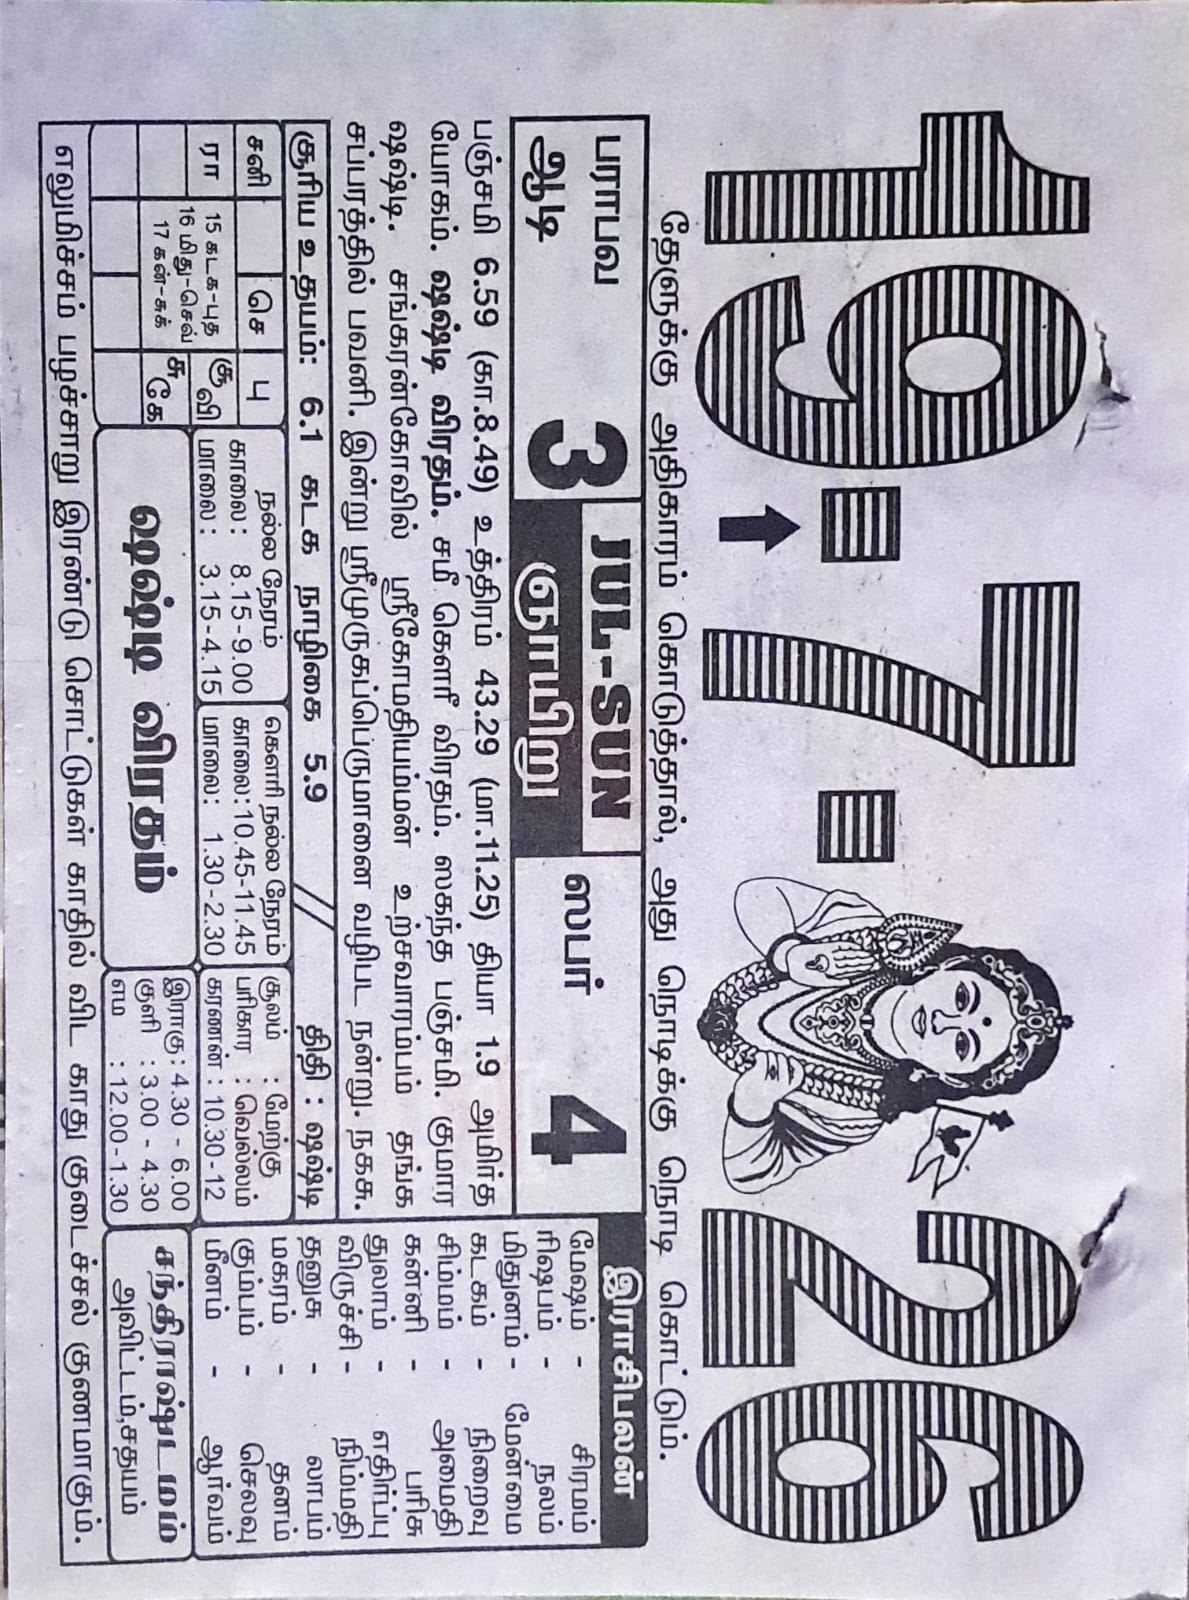 19-7-26
தேளுக்கு அதிகாரம் கொடுத்தால், அது நொடிக்கு நொடி கொட்டும்.
பராபவ
ஆடி
3
JUL-SUN
ஞாயிறு
ஸபர்
4
பஞ்சமி 6.59 (கா.8.49) உத்திரம் 43.29 (மா.11.25) தியா 1.9 அமிர்த
யோகம். ஷஷ்டி விரதம். சமீ கௌரீ விரதம். ஸகந்த பஞ்சமி. குமார
ஷஷ்டி. சங்கரன்கோவில் ஸ்ரீகோமதியம்மன் உற்சவாரம்பம் தங்க
சப்பரத்தில் பவனி. இன்று ஸ்ரீமுருகப்பெருமானை வழிபட நன்று. நகசு.
சூரிய உதயம்: 6.1 கடக நாழிகை 5.9 // திதி : ஷஷ்டி
இராசிபலன்
மேஷம் - சிரமம்
ரிஷபம் - நலம்
மிதுனம் - மேன்மை
கடகம் - நிறைவு
சிம்மம் - அமைதி
கன்னி - பரிசு
துலாம் - எதிர்ப்பு
விருச்சி - நிம்மதி
தனுசு - லாபம்
மகரம் - தனம்
கும்பம் - செலவு
மீனம் - ஆர்வம்
சனி செ பு
ரா குவி
சுகே
15 கடக-புத
16 மிது-செவ்
17 கன்-சுக்
நல்ல நேரம்
காலை : 8.15-9.00
மாலை : 3.15-4.15
கௌரி நல்ல நேரம்
காலை: 10.45-11.45
மாலை: 1.30-2.30
சூலம் : மேற்கு
பரிகார : வெல்லம்
கரணன் : 10.30-12
ஷஷ்டி விரதம்
இராகு : 4.30 - 6.00
குளி : 3.00 - 4.30
எம : 12.00-1.30
சந்திராஷ்டமம்
அவிட்டம்,சதயம்
எலுமிச்சம் பழச்சாறு இரண்டு சொட்டுகள் காதில் விட காது குடைச்சல் குணமாகும்.